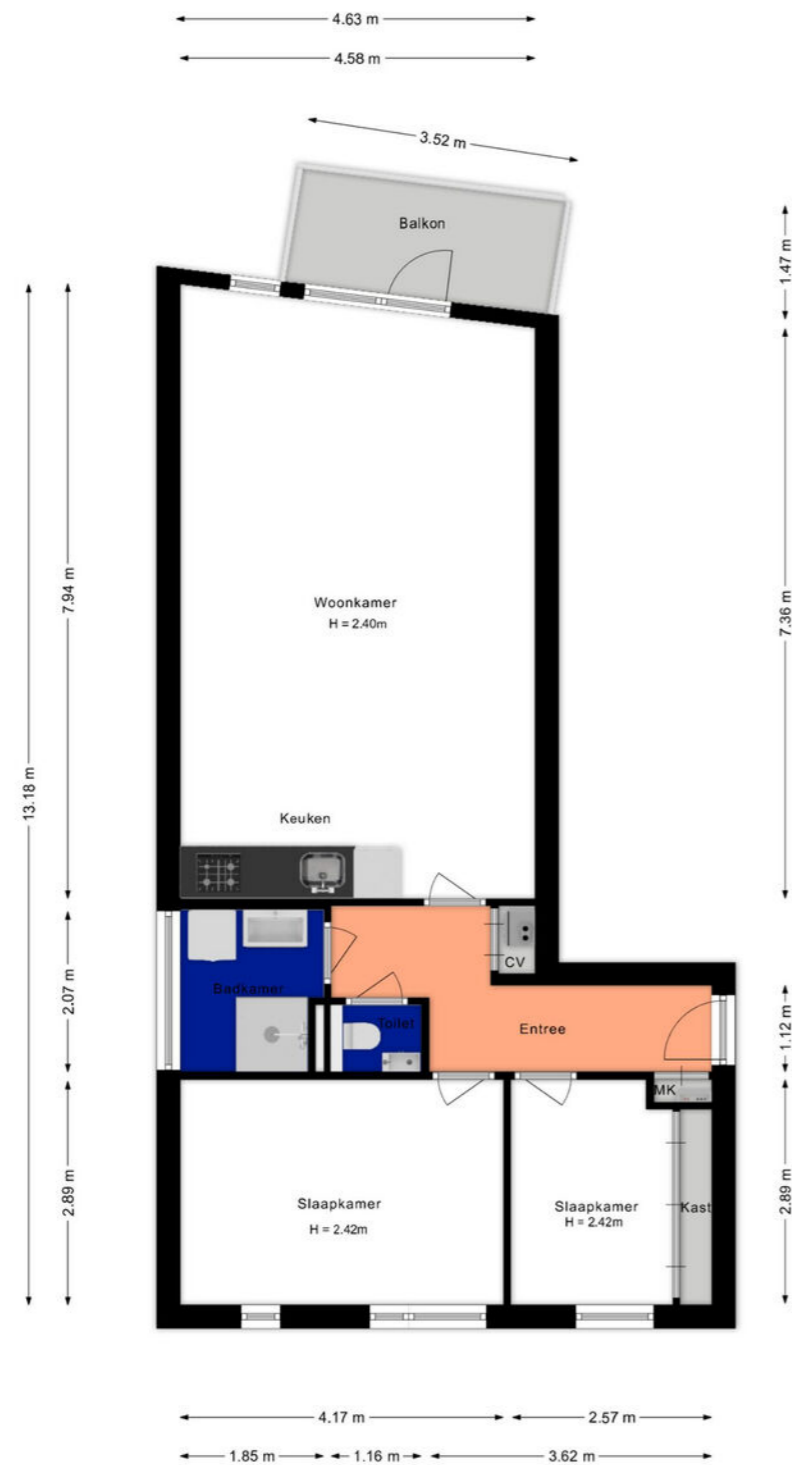 4.63 m
4.58 m
3.52 m
Balkon
1.47 m
7.94 m
13.18 m
7.36 m
Woonkamer
H = 2.40m
Keuken
CV
2.07 m
Badkamer
Toilet
Entree
1.12 m
MK
2.89 m
Slaapkamer
H = 2.42m
Slaapkamer
H = 2.42m
Kast
2.89 m
4.17 m
2.57 m
1.85 m
1.16 m
3.62 m